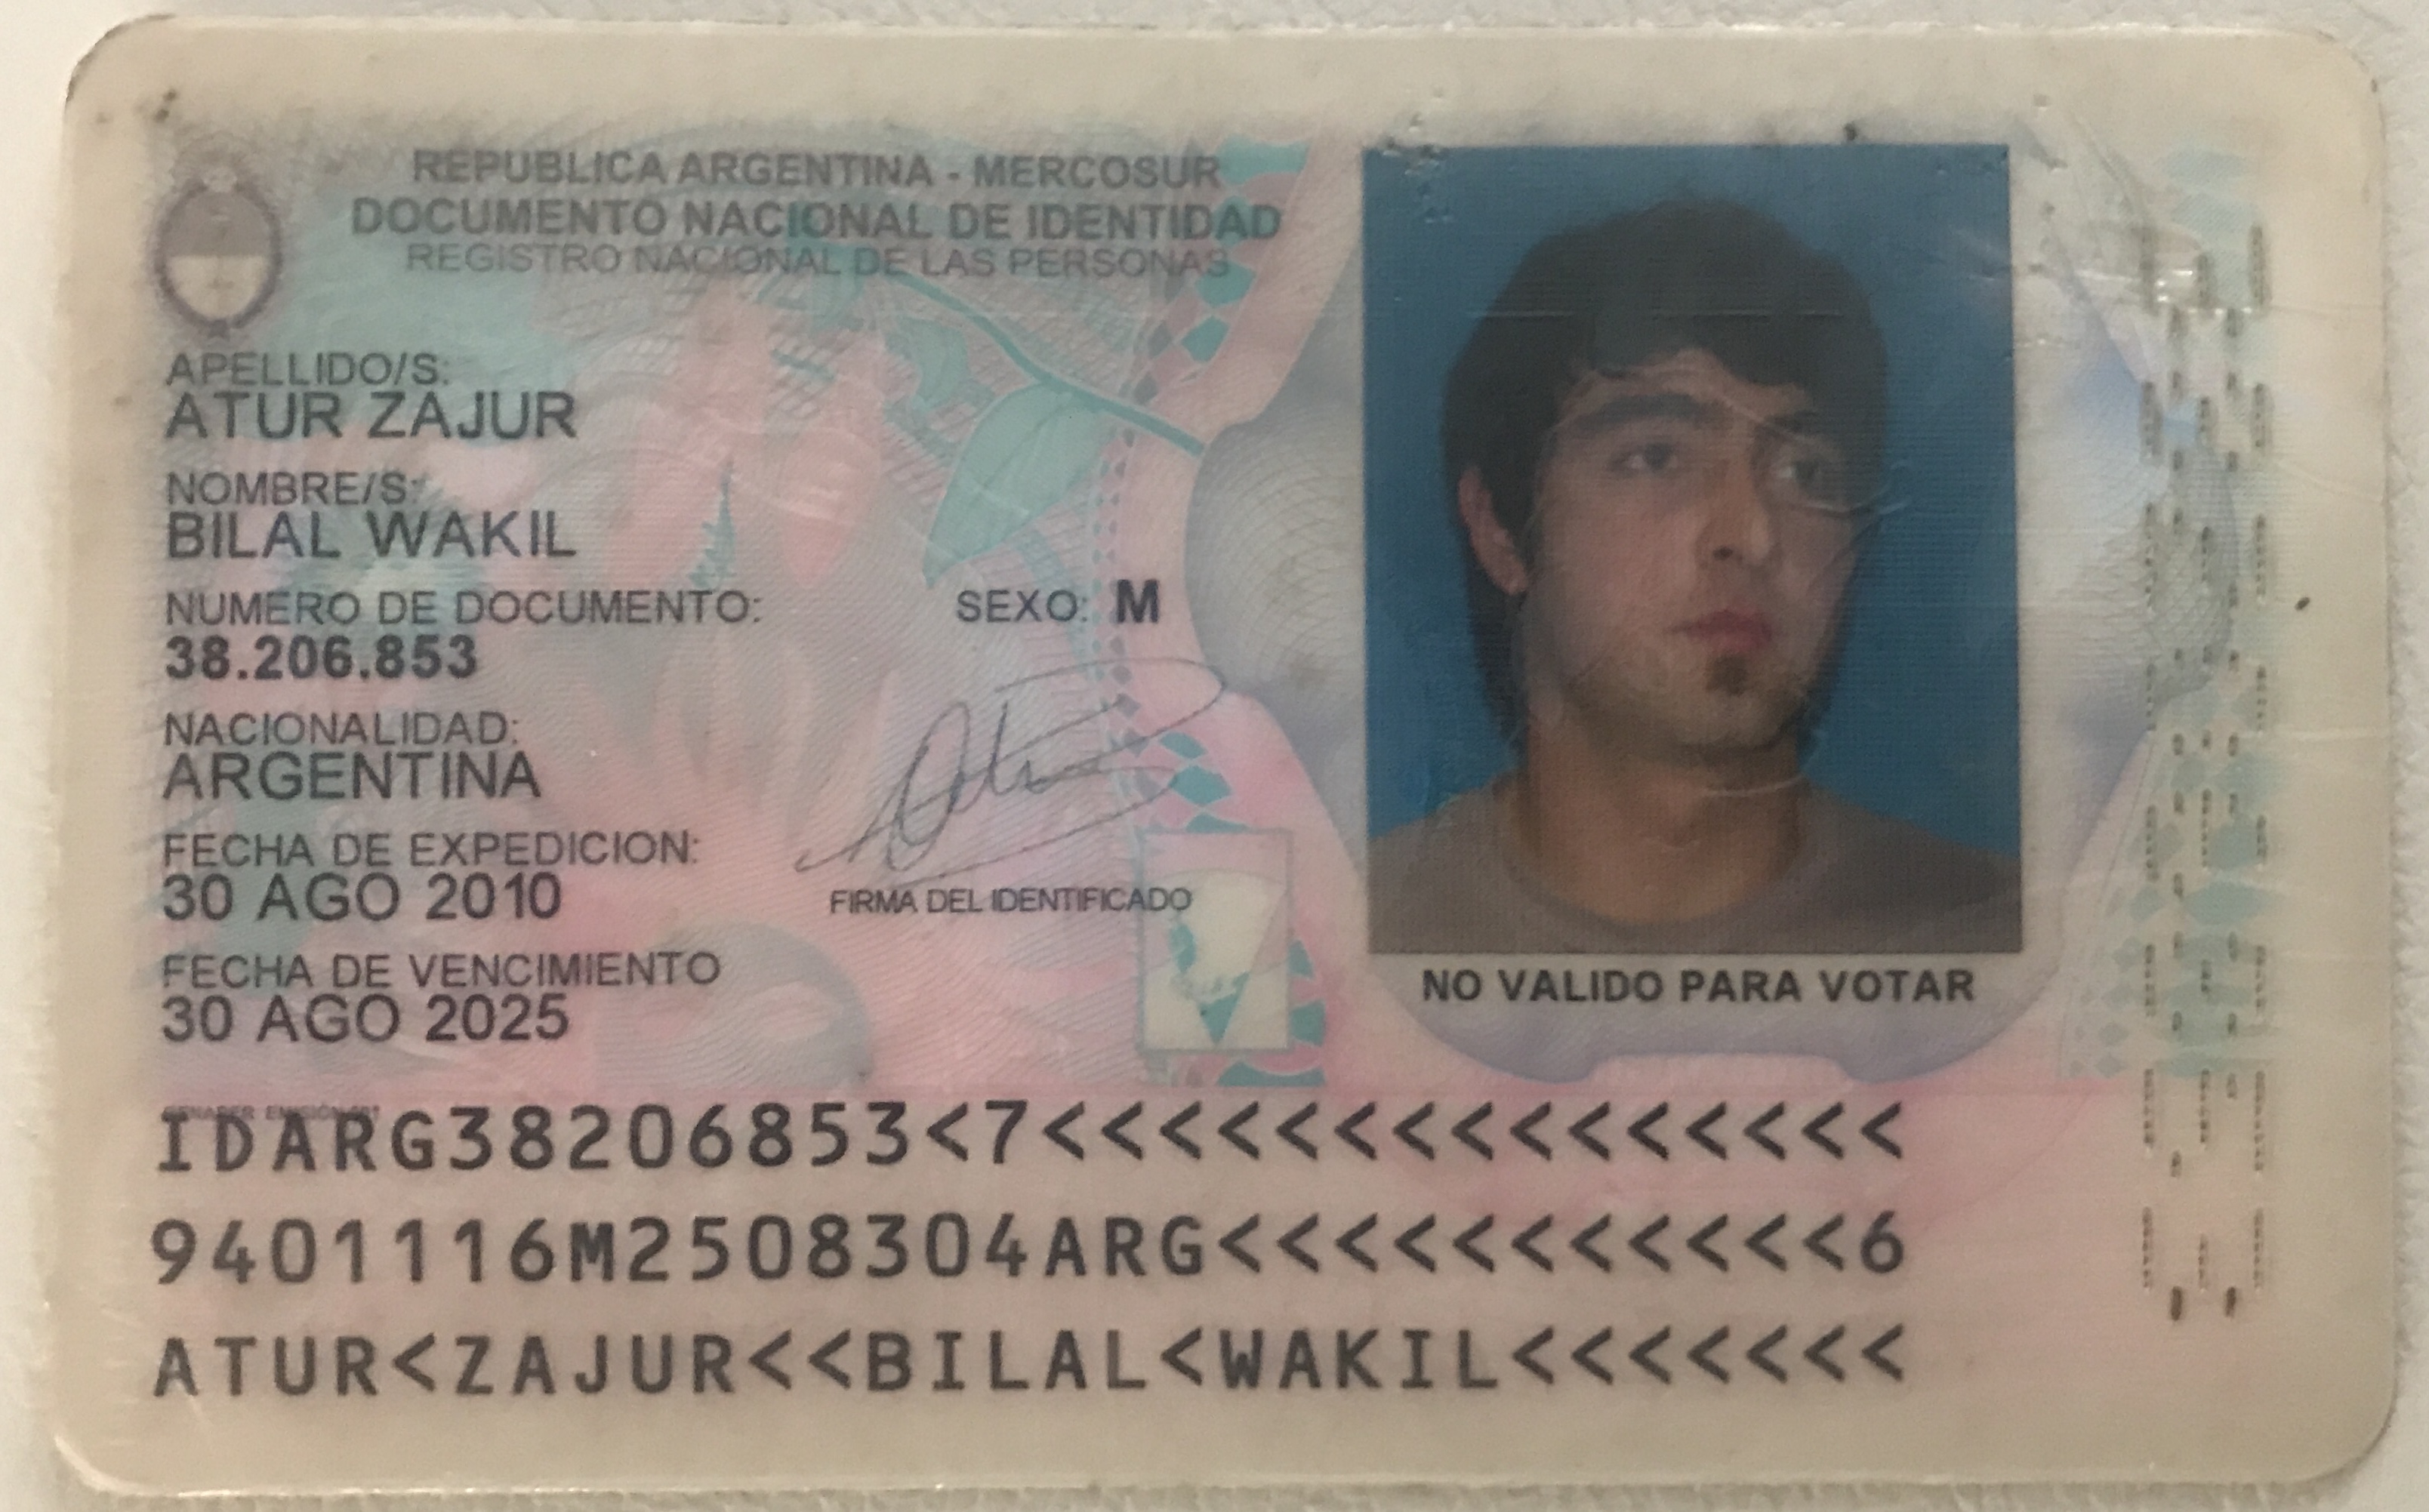 REPUBLICA ARGENTINA - MERCOSUR
DOCUMENTO NACIONAL DE IDENTIDAD
REGISTRO NACIONAL DE LAS PERSONAS
APELLIDO/S:
ATUR ZAJUR
NOMBRE/S:
BILAL WAKIL
NUMERO DE DOCUMENTO:
38.206.853
SEXO: M
NACIONALIDAD:
ARGENTINA
FECHA DE EXPEDICION:
30 AGO 2010
FIRMA DEL IDENTIFICADO
FECHA DE VENCIMIENTO
30 AGO 2025
NO VALIDO PARA VOTAR
IDARG38206853<7<<<<<<<<<<<<<<<
9401116M2508304ARG<<<<<<<<<<<6
ATUR<ZAJUR<<BILAL<WAKIL<<<<<<<